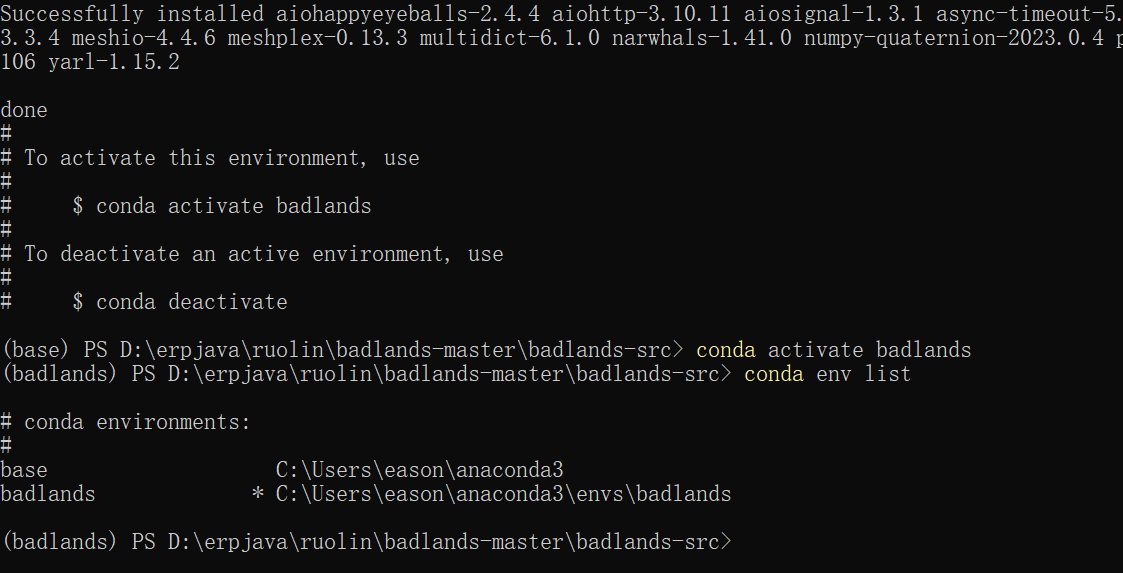 Successfully installed aiohappyeyeballs-2.4.4 aiohttp-3.10.11 aiosignal-1.3.1 async-timeout-5.
3.3.4 meshio-4.4.6 meshplex-0.13.3 multidict-6.1.0 narwhals-1.41.0 numpy-quaternion-2023.0.4 p
106 yarl-1.15.2
done
#
# To activate this environment, use
#
#     $ conda activate badlands
#
# To deactivate an active environment, use
#
#     $ conda deactivate
(base) PS D:\erpjava\ruolin\badlands-master\badlands-src> conda activate badlands
(badlands) PS D:\erpjava\ruolin\badlands-master\badlands-src> conda env list
# conda environments:
#
base                   C:\Users\eason\anaconda3
badlands             * C:\Users\eason\anaconda3\envs\badlands
(badlands) PS D:\erpjava\ruolin\badlands-master\badlands-src>